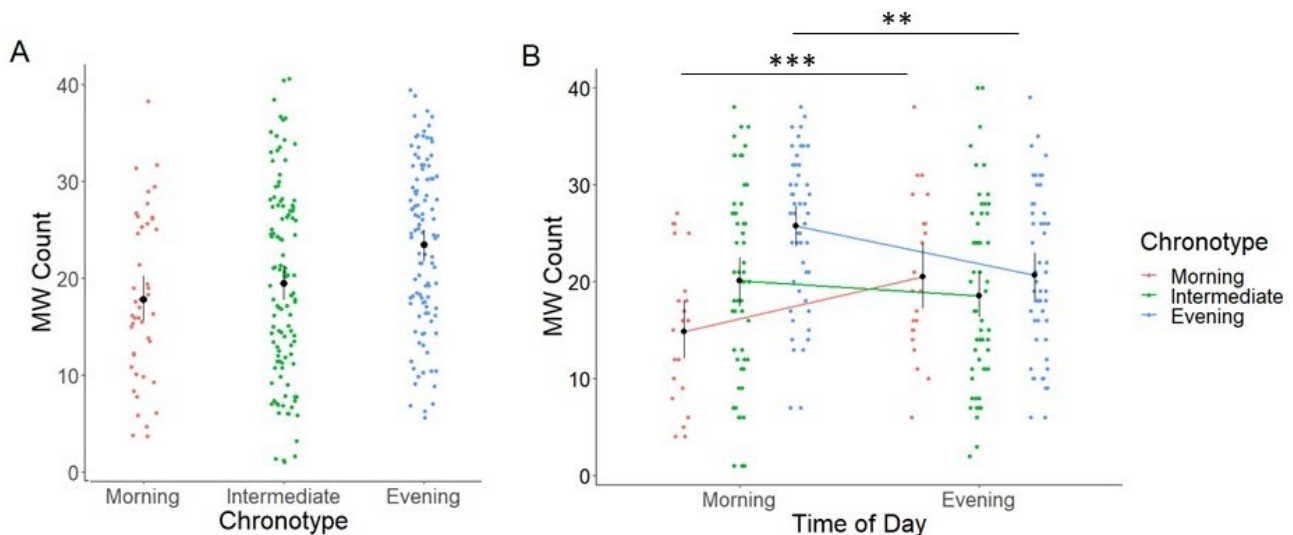 A
MW Count
40
30
20
10
0
Morning
Intermediate
Evening
Chronotype
B
**
***
MW Count
40
30
20
10
0
Morning
Evening
Time of Day
Chronotype
Morning
Intermediate
Evening